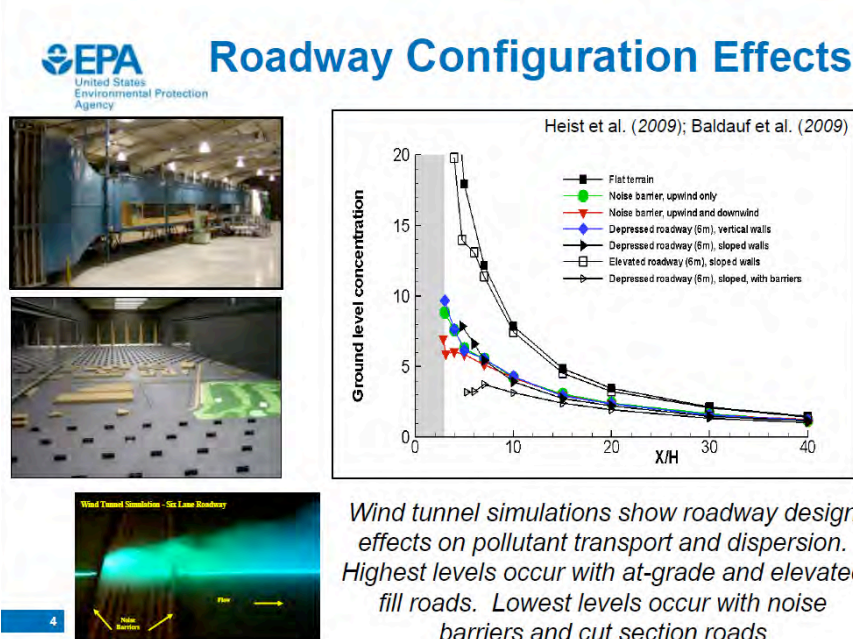 EPA
United States
Environmental Protection
Agency
Roadway Configuration Effects
Heist et al. (2009); Baldauf et al. (2009)
Ground level concentration
20
15
10
5
0
Flat terrain
Noise barrier, upwind only
Noise barrier, upwind and downwind
Depressed roadway (6m), vertical walls
Depressed roadway (6m), sloped walls
Elevated roadway (6m), sloped walls
Depressed roadway (6m), sloped, with barriers
0 10 20 30 40
X/H
Wind Tunnel Simulation - Six Lane Roadway
Noise
Barriers
Flow
Wind tunnel simulations show roadway design
effects on pollutant transport and dispersion.
Highest levels occur with at-grade and elevated
fill roads. Lowest levels occur with noise
barriers and cut section roads
4